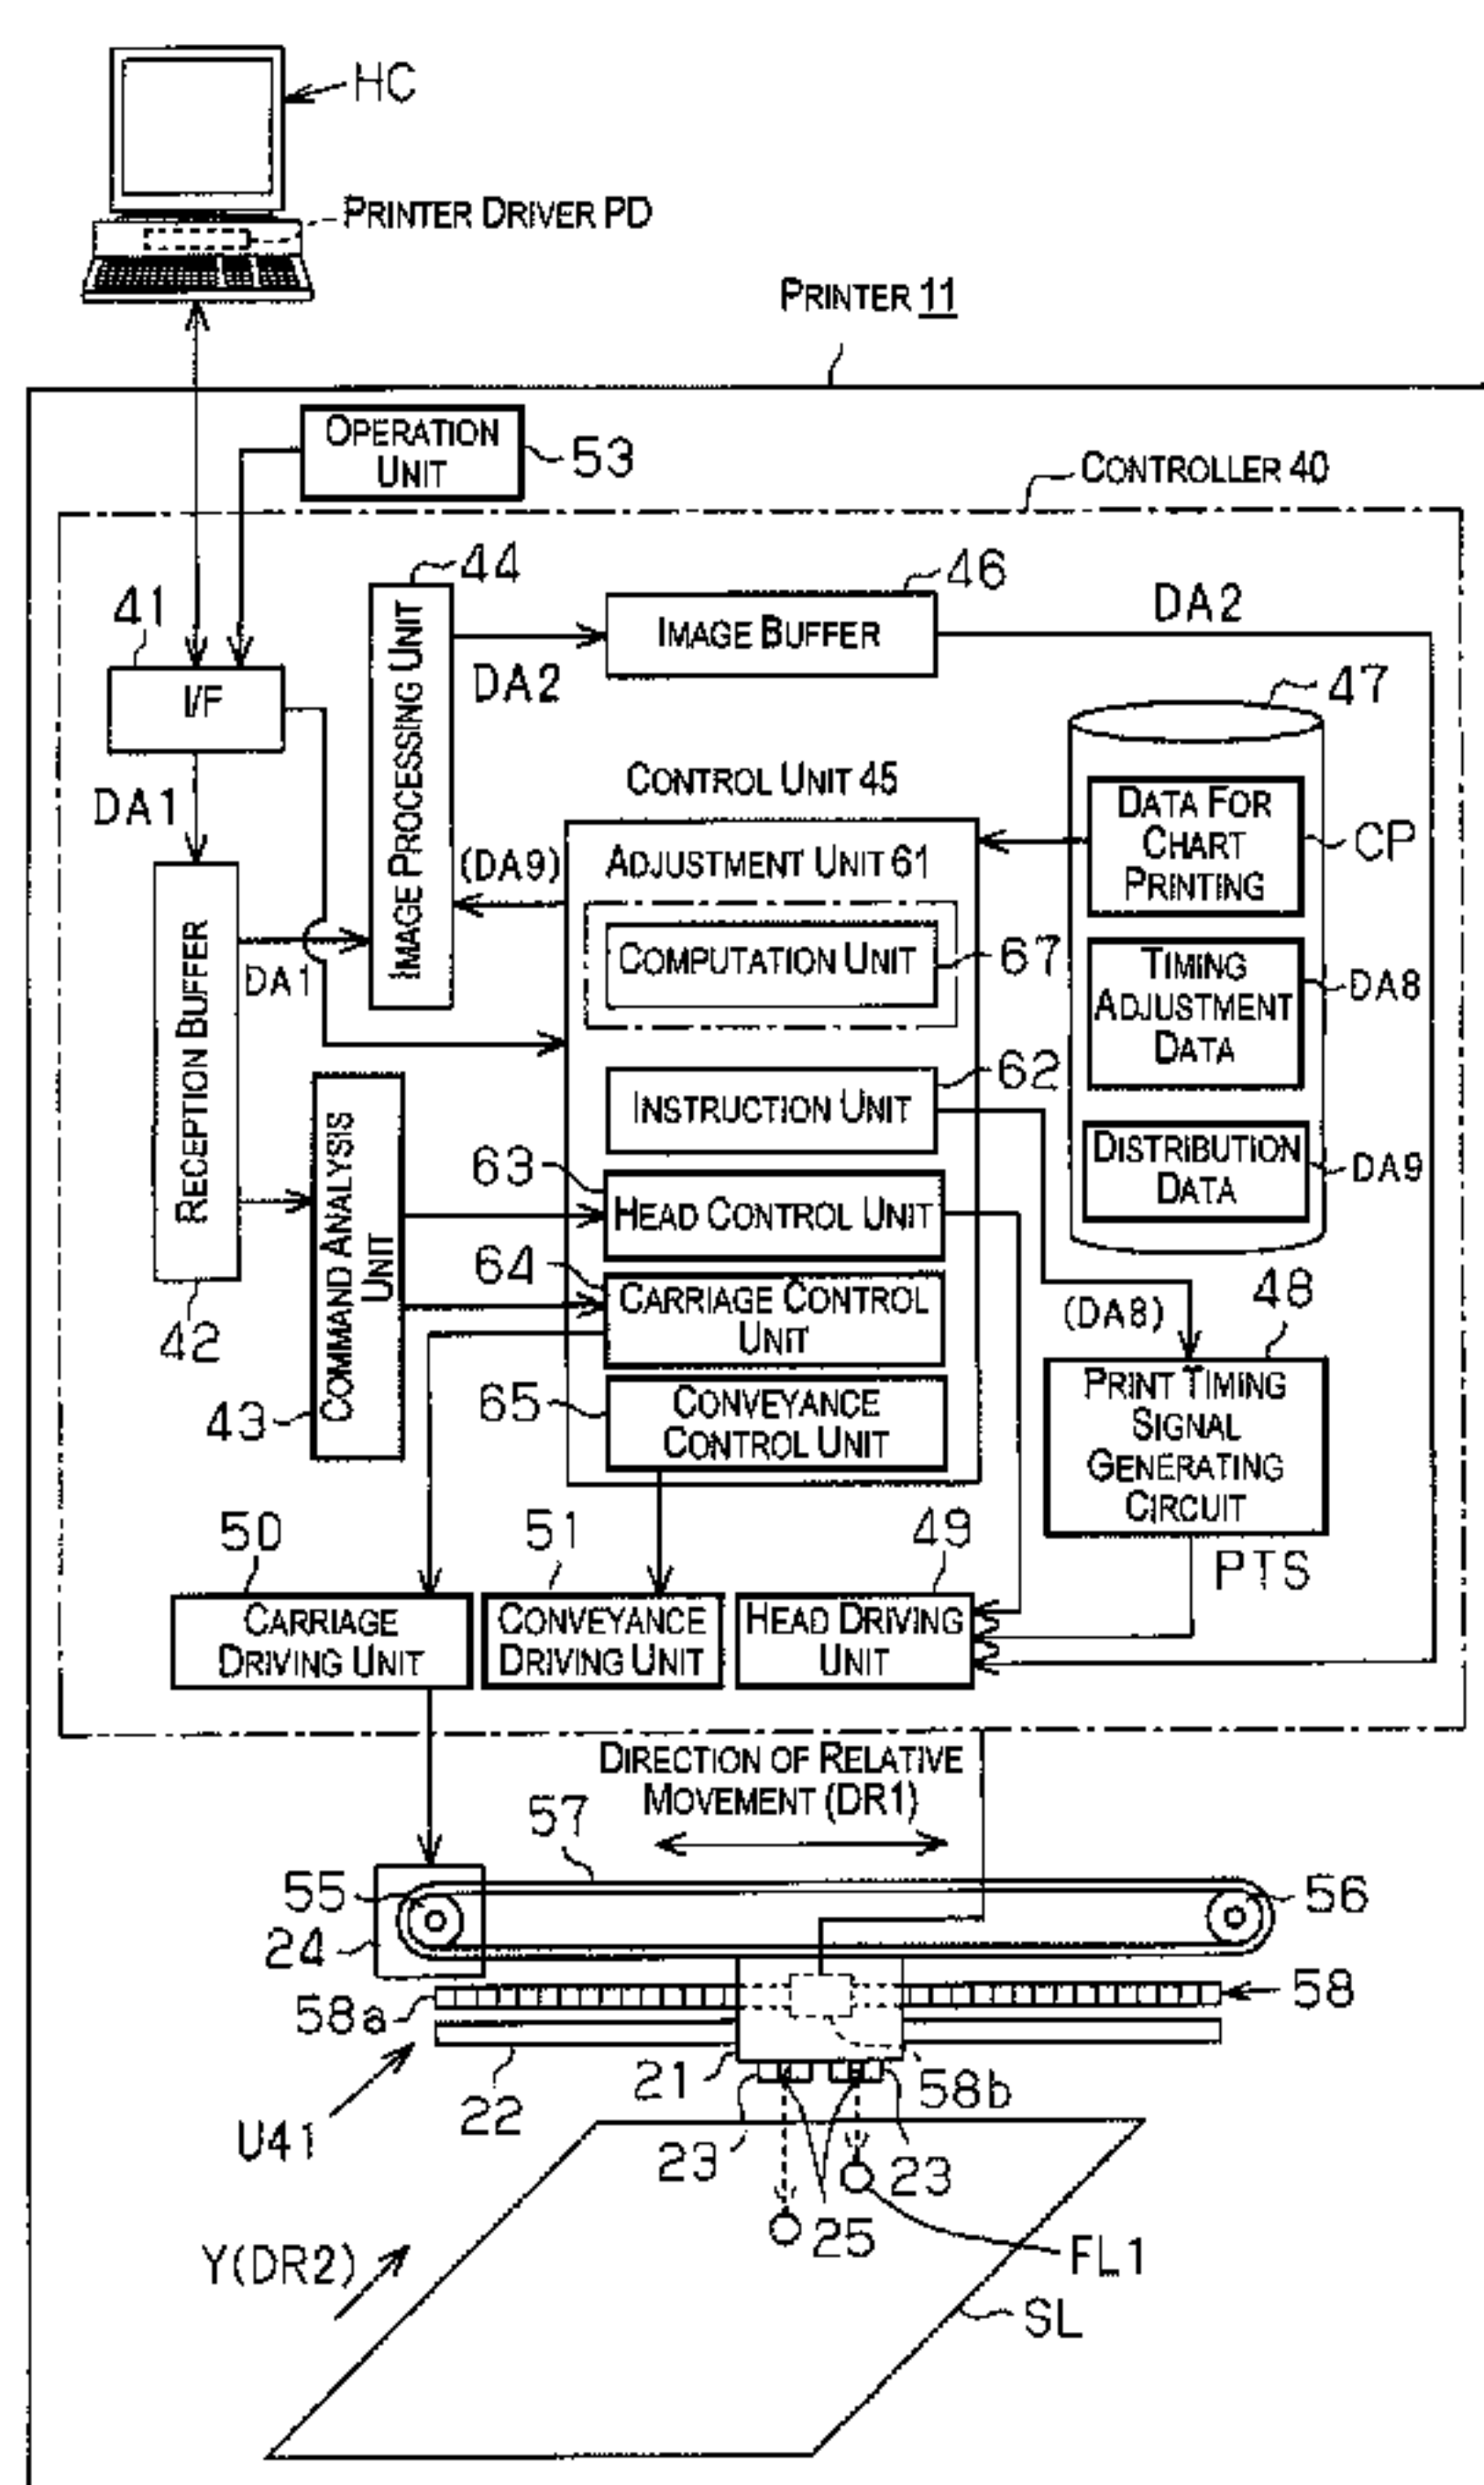 HC
PRINTER DRIVER PD
PRINTER 11
OPERATION
UNIT
53
CONTROLLER 40
44
46
DA2
41
I/F
IMAGE PROCESSING UNIT
IMAGE BUFFER
DA2
47
DA1
CONTROL UNIT 45
DATA FOR
CHART
PRINTING
CP
(DA9)
ADJUSTMENT UNIT 61
COMPUTATION UNIT
67
TIMING
ADJUSTMENT
DATA
DA8
RECEPTION BUFFER
DA1
INSTRUCTION UNIT
62
DISTRIBUTION
DATA
DA9
COMMAND ANALYSIS
UNIT
63
HEAD CONTROL UNIT
64
CARRIAGE CONTROL
UNIT
42
(DA8)
48
43
65
CONVEYANCE
CONTROL UNIT
PRINT TIMING
SIGNAL
GENERATING
CIRCUIT
50
51
49
PTS
CARRIAGE
DRIVING UNIT
CONVEYANCE
DRIVING UNIT
HEAD DRIVING
UNIT
DIRECTION OF RELATIVE
MOVEMENT (DR1)
57
55
56
24
58a
58
21
58b
22
U41
23
23
25
Y(DR2)
FL1
SL